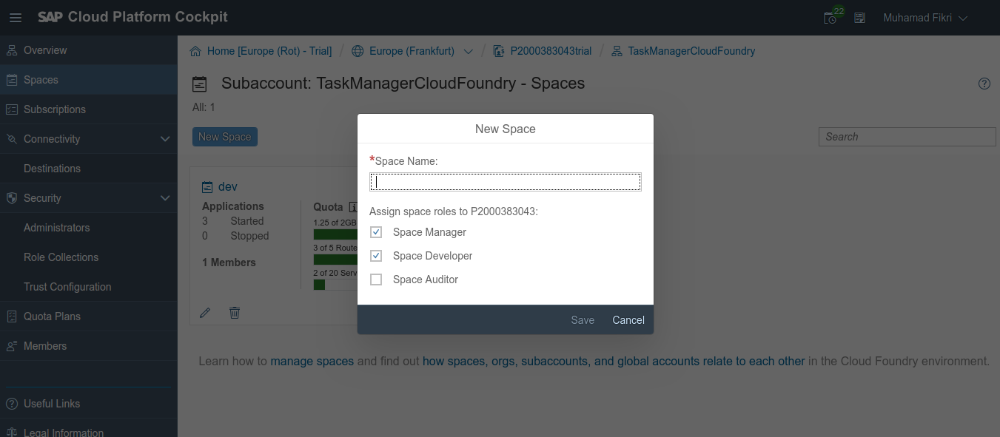 SAP Cloud Platform Cockpit
22
Muhamad Fikri
Overview
Spaces
Subscriptions
Connectivity
Destinations
Security
Administrators
Role Collections
Trust Configuration
Quota Plans
Members
Useful Links
Legal Information
Home [Europe (Rot) - Trial] / Europe (Frankfurt) / P2000383043trial / TaskManagerCloudFoundry
Subaccount: TaskManagerCloudFoundry - Spaces
All: 1
New Space
Search
dev
Applications
3 Started
0 Stopped
1 Members
Quota
1.25 of 2GB
3 of 5 Route
2 of 20 Serv
New Space
*Space Name:
Assign space roles to P2000383043:
Space Manager
Space Developer
Space Auditor
Save Cancel
Learn how to manage spaces and find out how spaces, orgs, subaccounts, and global accounts relate to each other in the Cloud Foundry environment.